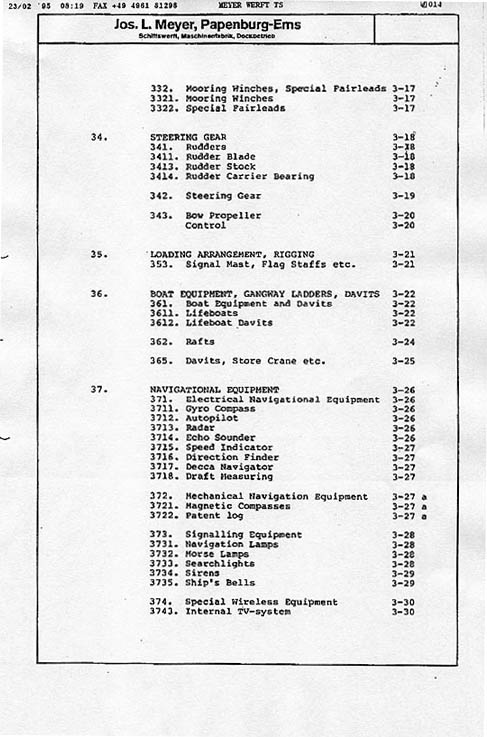 23/02 '95 08:19 FAX +49 4961 81298 MEYER WERFT TS 014
Jos. L. Meyer, Papenburg-Ems
Schiffswerft, Maschinenfabrik, Dockbetrieb
332. Mooring Winches, Special Fairleads 3-17
3321. Mooring Winches 3-17
3322. Special Fairleads 3-17
34. STEERING GEAR 3-18
341. Rudders 3-18
3411. Rudder Blade 3-18
3413. Rudder Stock 3-18
3414. Rudder Carrier Bearing 3-18
342. Steering Gear 3-19
343. Bow Propeller 3-20
Control 3-20
35. LOADING ARRANGEMENT, RIGGING 3-21
353. Signal Mast, Flag Staffs etc. 3-21
36. BOAT EQUIPMENT, GANGWAY LADDERS, DAVITS 3-22
361. Boat Equipment and Davits 3-22
3611. Lifeboats 3-22
3612. Lifeboat Davits 3-22
362. Rafts 3-24
365. Davits, Store Crane etc. 3-25
37. NAVIGATIONAL EQUIPMENT 3-26
371. Electrical Navigational Equipment 3-26
3711. Gyro Compass 3-26
3712. Autopilot 3-26
3713. Radar 3-26
3714. Echo Sounder 3-26
3715. Speed Indicator 3-27
3716. Direction Finder 3-27
3717. Decca Navigator 3-27
3718. Draft Measuring 3-27
372. Mechanical Navigation Equipment 3-27 a
3721. Magnetic Compasses 3-27 a
3722. Patent log 3-27 a
373. Signalling Equipment 3-28
3731. Navigation Lamps 3-28
3732. Morse Lamps 3-28
3733. Searchlights 3-28
3734. Sirens 3-29
3735. Ship's Bells 3-29
374. Special Wireless Equipment 3-30
3743. Internal TV-system 3-30